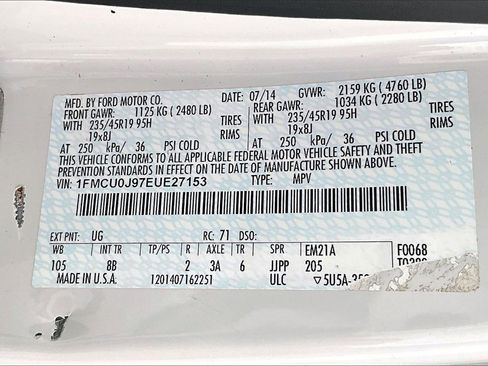 MFD. BY FORD MOTOR CO. DATE: 07/14 GVWR: 2159 KG ( 4760 LB)
FRONT GAWR: 1125 KG ( 2480 LB) REAR GAWR: 1034 KG ( 2280 LB)
WITH 235/45R19 95H TIRES WITH 235/45R19 95H TIRES
19x8J RIMS 19x8J RIMS
AT 250 kPa/ 36 PSI COLD AT 250 kPa/ 36 PSI COLD
THIS VEHICLE CONFORMS TO ALL APPLICABLE FEDERAL MOTOR VEHICLE SAFETY AND THEFT
PREVENTION STANDARDS IN EFFECT ON THE DATE OF MANUFACTURE SHOWN ABOVE.
VIN: 1FMCU0J97EUE27153 TYPE: MPV
EXT PNT: UG RC: 71 DSO:
WB INT TR TP/PS R AXLE TR SPR EM21A F0068
105 8B 2 3A 6 JJPP 205
MADE IN U.S.A. 1201407162251 ULC ▽5U5A-